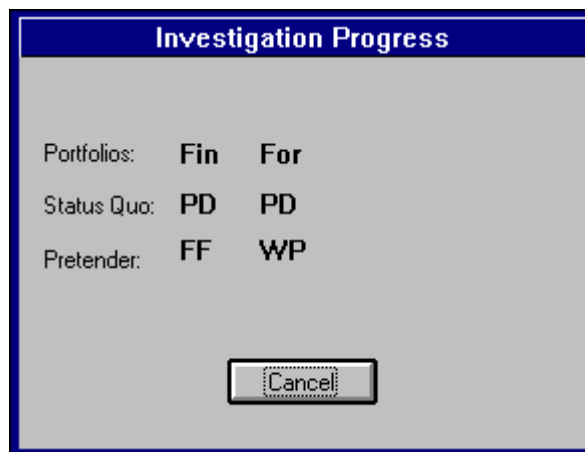 Investigation Progress
Portfolios: Fin For
Status Quo: PD PD
Pretender: FF WP
Cancel